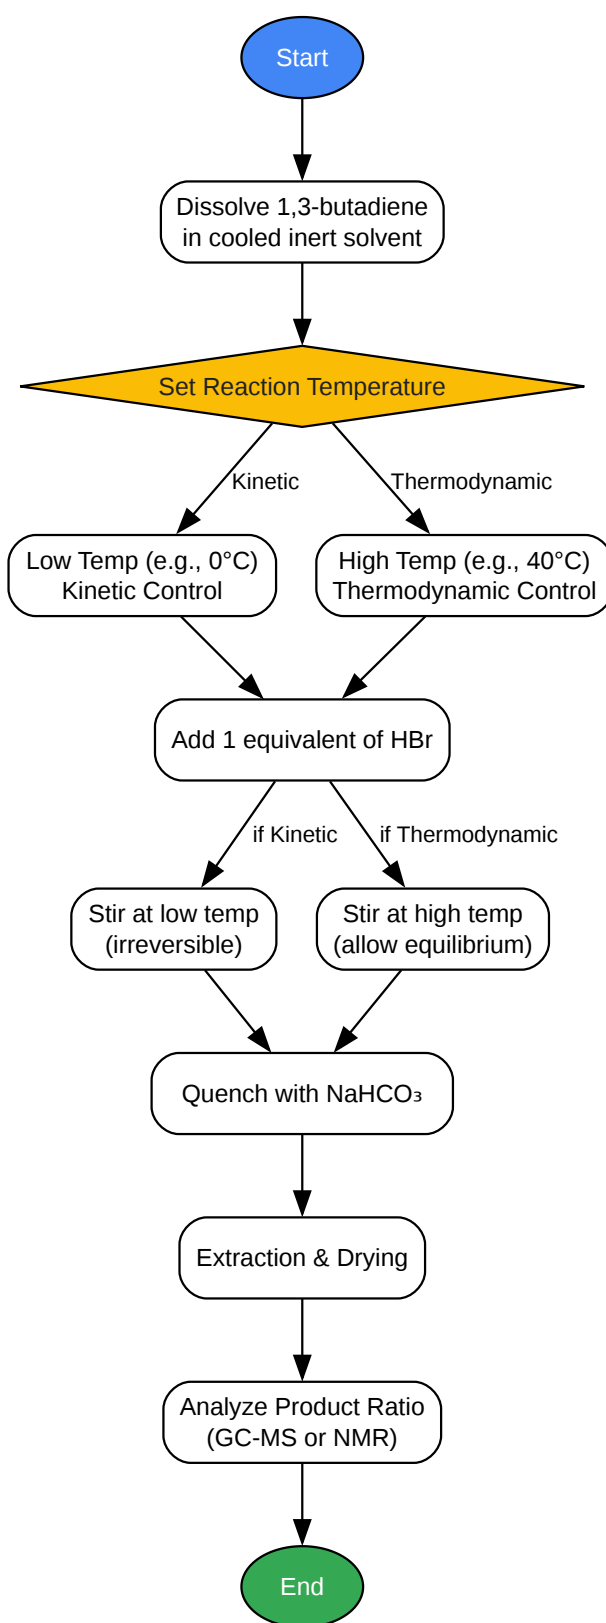 Start
Dissolve 1,3-butadiene
in cooled inert solvent
Set Reaction Temperature
Kinetic
Thermodynamic
Low Temp (e.g., 0°C)
Kinetic Control
High Temp (e.g., 40°C)
Thermodynamic Control
Add 1 equivalent of HBr
if Kinetic
if Thermodynamic
Stir at low temp
(irreversible)
Stir at high temp
(allow equilibrium)
Quench with NaHCO₃
Extraction & Drying
Analyze Product Ratio
(GC-MS or NMR)
End